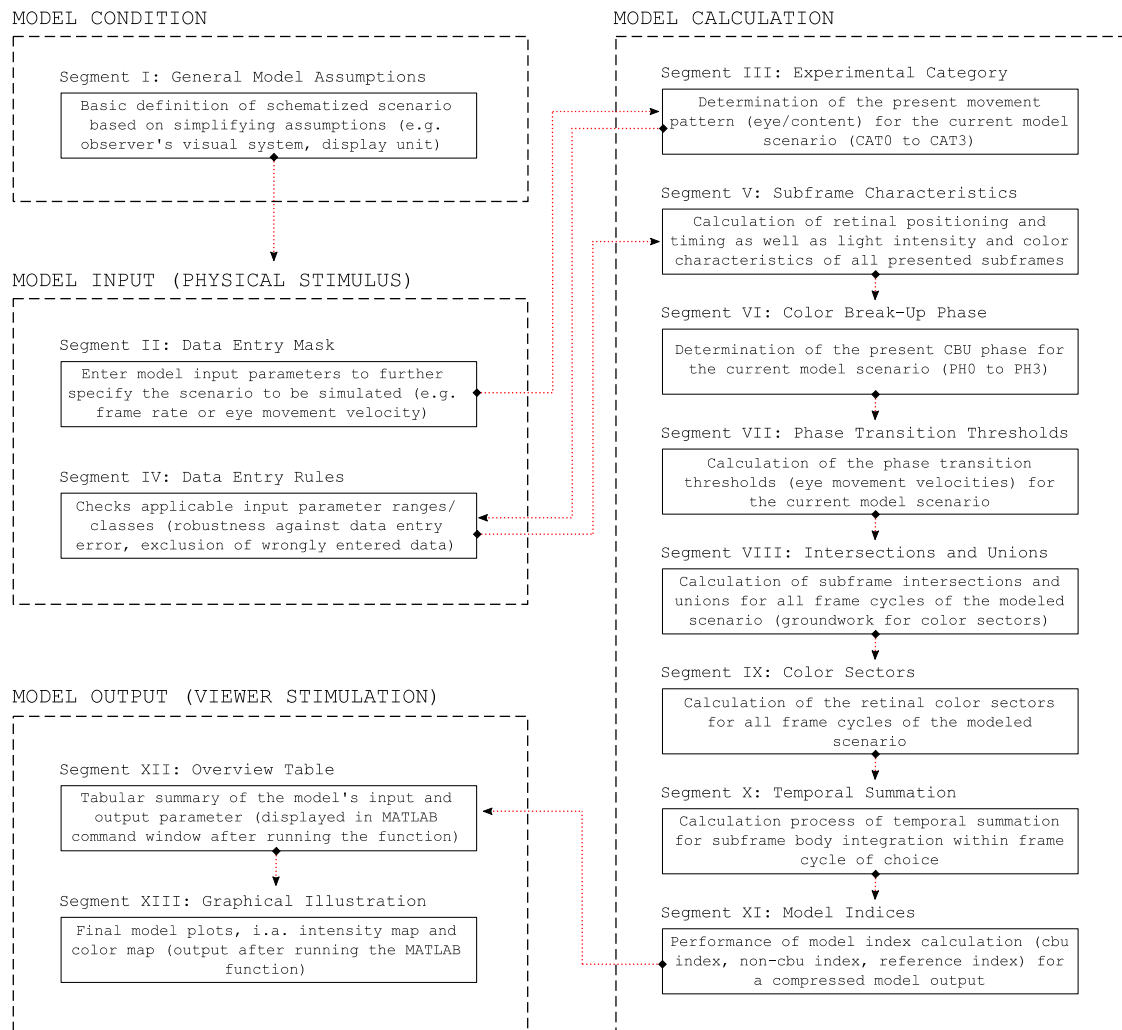 MODEL CONDITION
Segment I: General Model Assumptions
Basic definition of schematized scenario
based on simplifying assumptions (e.g.
observer's visual system, display unit)
MODEL INPUT (PHYSICAL STIMULUS)
Segment II: Data Entry Mask
Enter model input parameters to further
specify the scenario to be simulated (e.g.
frame rate or eye movement velocity)
Segment IV: Data Entry Rules
Checks applicable input parameter ranges/
classes (robustness against data entry
error, exclusion of wrongly entered data)
MODEL OUTPUT (VIEWER STIMULATION)
Segment XII: Overview Table
Tabular summary of the model's input and
output parameter (displayed in MATLAB
command window after running the function)
Segment XIII: Graphical Illustration
Final model plots, i.a. intensity map and
color map (output after running the MATLAB
function)
MODEL CALCULATION
Segment III: Experimental Category
Determination of the present movement
pattern (eye/content) for the current model
scenario (CAT0 to CAT3)
Segment V: Subframe Characteristics
Calculation of retinal positioning and
timing as well as light intensity and color
characteristics of all presented subframes
Segment VI: Color Break-Up Phase
Determination of the present CBU phase for
the current model scenario (PH0 to PH3)
Segment VII: Phase Transition Thresholds
Calculation of the phase transition
thresholds (eye movement velocities) for
the current model scenario
Segment VIII: Intersections and Unions
Calculation of subframe intersections and
unions for all frame cycles of the modeled
scenario (groundwork for color sectors)
Segment IX: Color Sectors
Calculation of the retinal color sectors
for all frame cycles of the modeled
scenario
Segment X: Temporal Summation
Calculation process of temporal summation
for subframe body integration within frame
cycle of choice
Segment XI: Model Indices
Performance of model index calculation (cbu
index, non-cbu index, reference index) for
a compressed model output